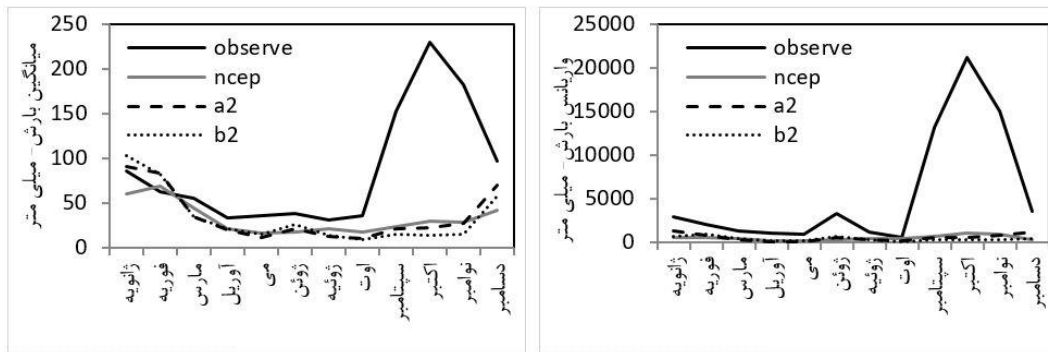 میانگین بارش - میلی متر
250
200
150
100
50
0
observe
ncep
a2
b2
ژانویه
فوریه
مارس
آوریل
می
ژوئن
ژوئیه
اوت
سپتامبر
اکتبر
نوامبر
دسامبر
واریانس بارش - میلی متر
25000
20000
15000
10000
5000
0
observe
ncep
a2
b2
ژانویه
فوریه
مارس
آوریل
می
ژوئن
ژوئیه
اوت
سپتامبر
اکتبر
نوامبر
دسامبر